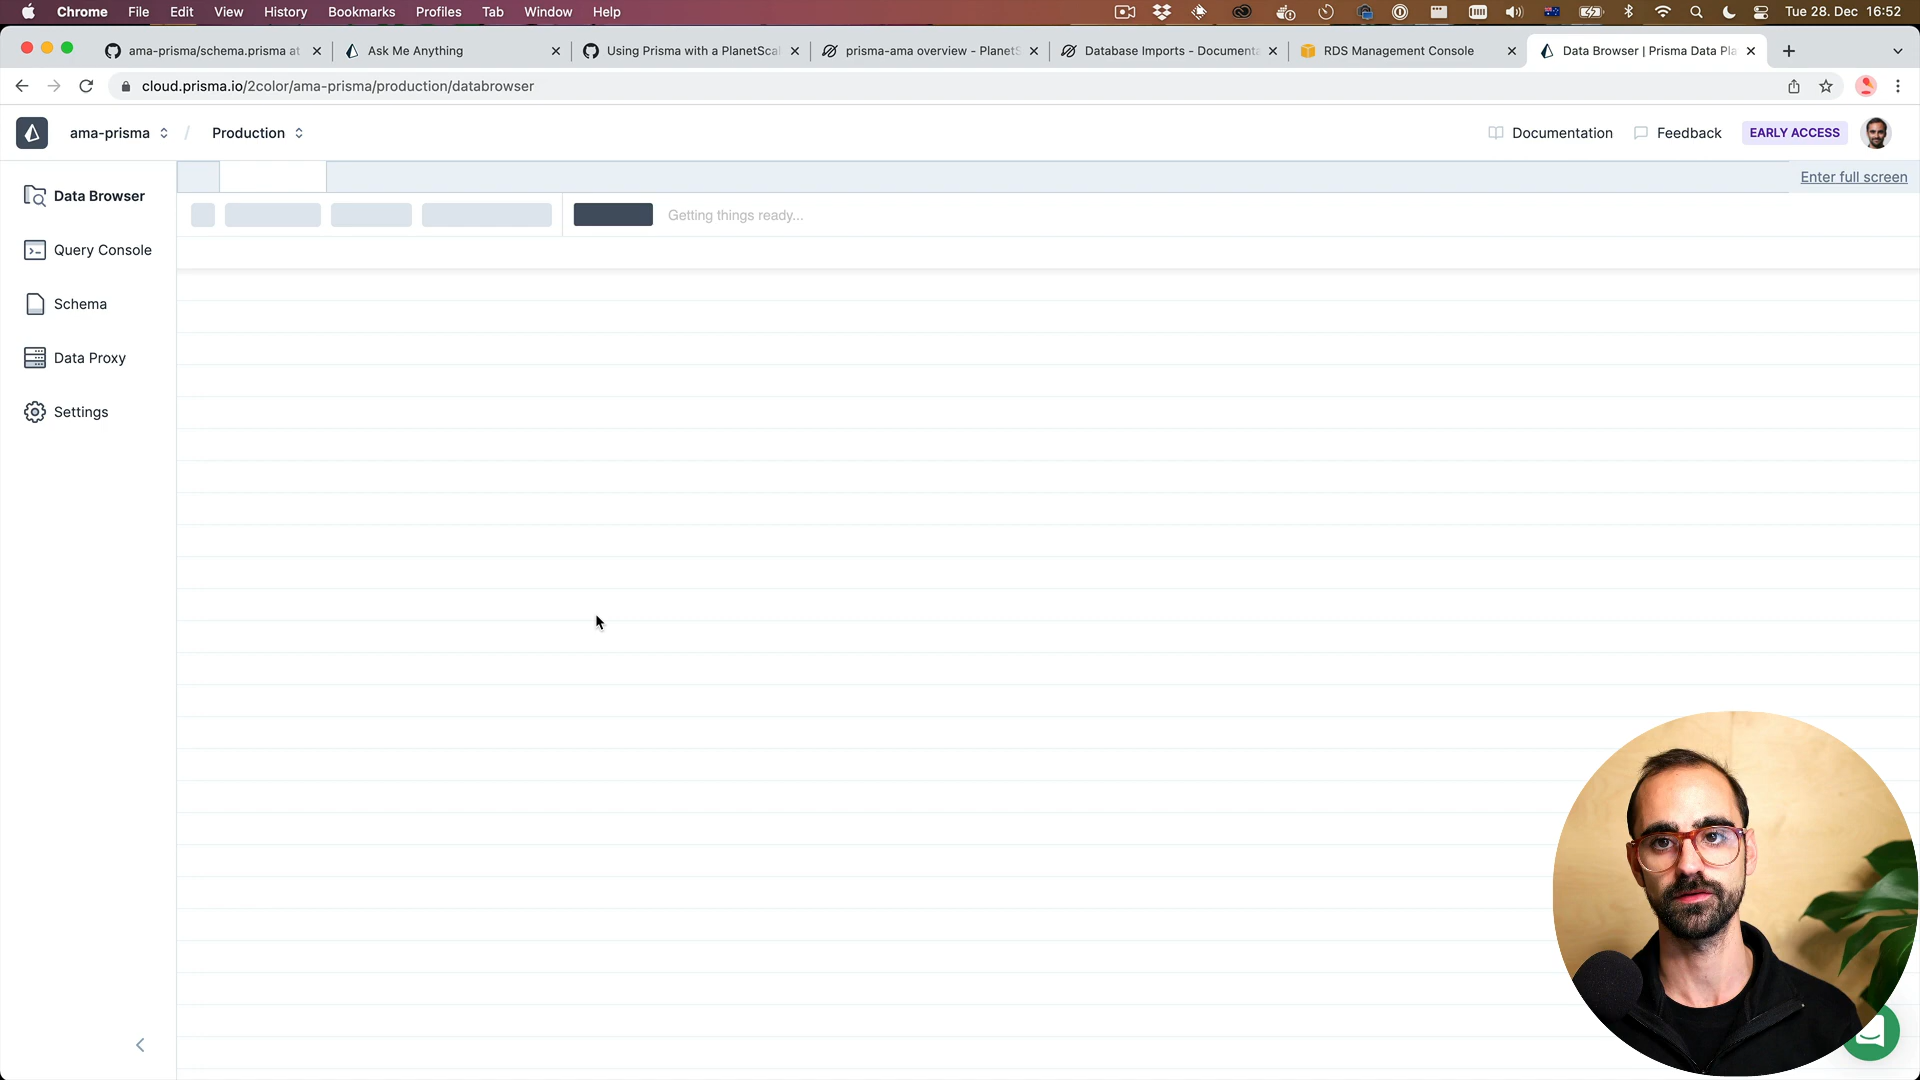 Chrome File Edit View History Bookmarks Profiles Tab Window Help Tue 28. Dec 16:52
ama-prisma/schema.prisma at Ask Me Anything Using Prisma with a PlanetScal prisma-ama overview - PlanetS Database Imports - Documenta RDS Management Console Data Browser | Prisma Data Pla
cloud.prisma.io/2color/ama-prisma/production/databrowser
ama-prisma / Production Documentation Feedback EARLY ACCESS
Enter full screen
Data Browser
Getting things ready...
Query Console
Schema
Data Proxy
Settings